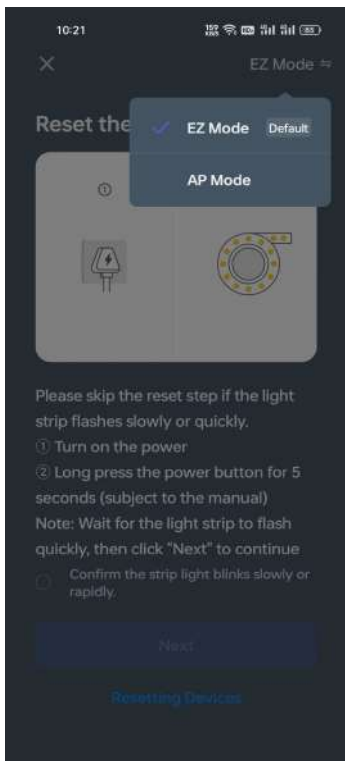 10:21
EZ Mode
Reset the
EZ Mode Default
AP Mode
①
Please skip the reset step if the light
strip flashes slowly or quickly.
① Turn on the power
② Long press the power button for 5
seconds (subject to the manual)
Note: Wait for the light strip to flash
quickly, then click "Next" to continue
Confirm the strip light blinks slowly or
rapidly.
Next
Resetting Devices